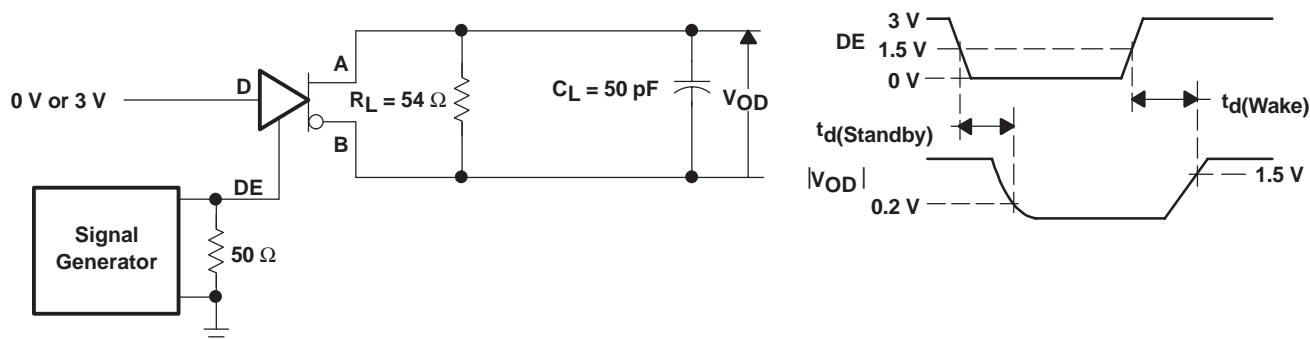 0 V or 3 V
D
A
B
DE
R_L = 54 Ω
C_L = 50 pF
V_OD
Signal
Generator
50 Ω
3 V
DE
1.5 V
0 V
t_d(Standby)
t_d(Wake)
|V_OD|
0.2 V
1.5 V